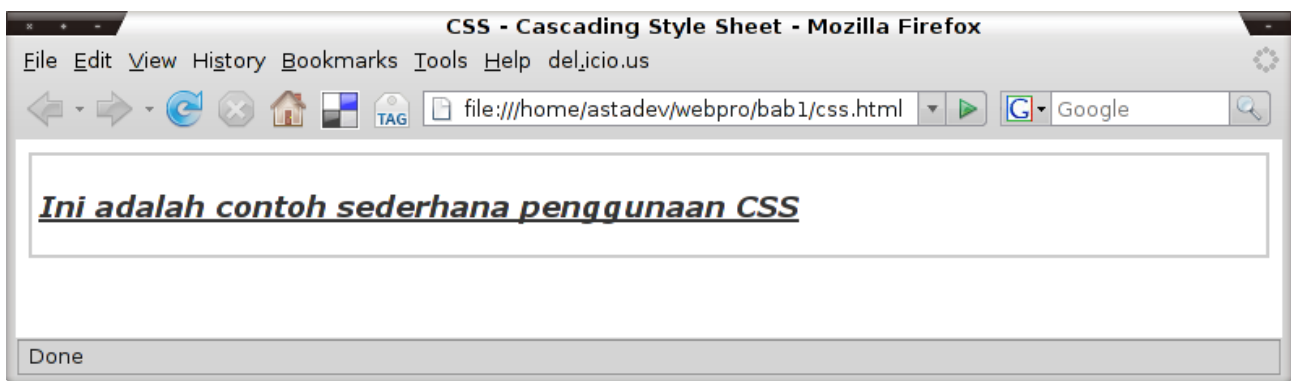 CSS - Cascading Style Sheet - Mozilla Firefox
File Edit View History Bookmarks Tools Help del.icio.us
TAG file:///home/astadev/webpro/bab1/css.html G Google
Ini adalah contoh sederhana penggunaan CSS
Done